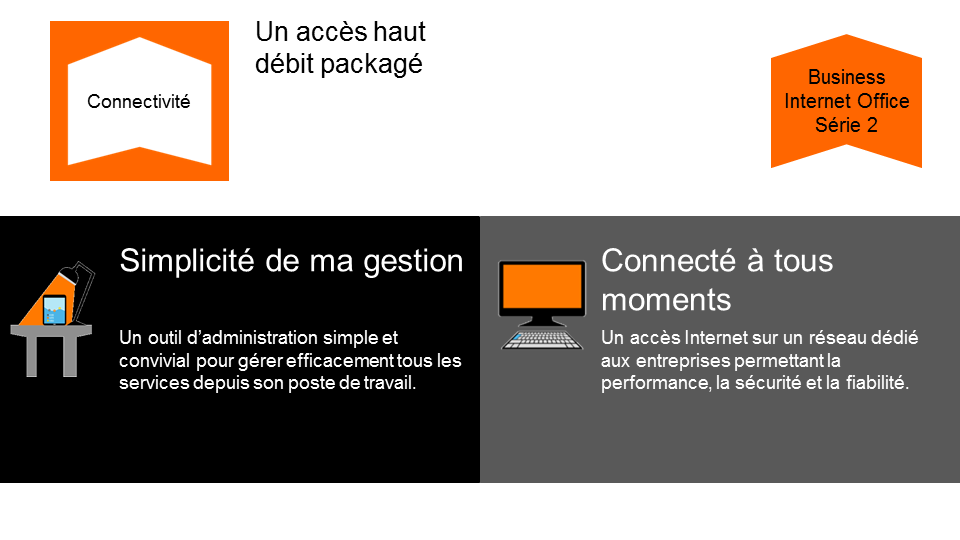 Connectivité
Un accès haut
débit packagé
Business
Internet Office
Série 2
Simplicité de ma gestion
Un outil d’administration simple et
convivial pour gérer efficacement tous les
services depuis son poste de travail.
Connecté à tous
moments
Un accès Internet sur un réseau dédié
aux entreprises permettant la
performance, la sécurité et la fiabilité.